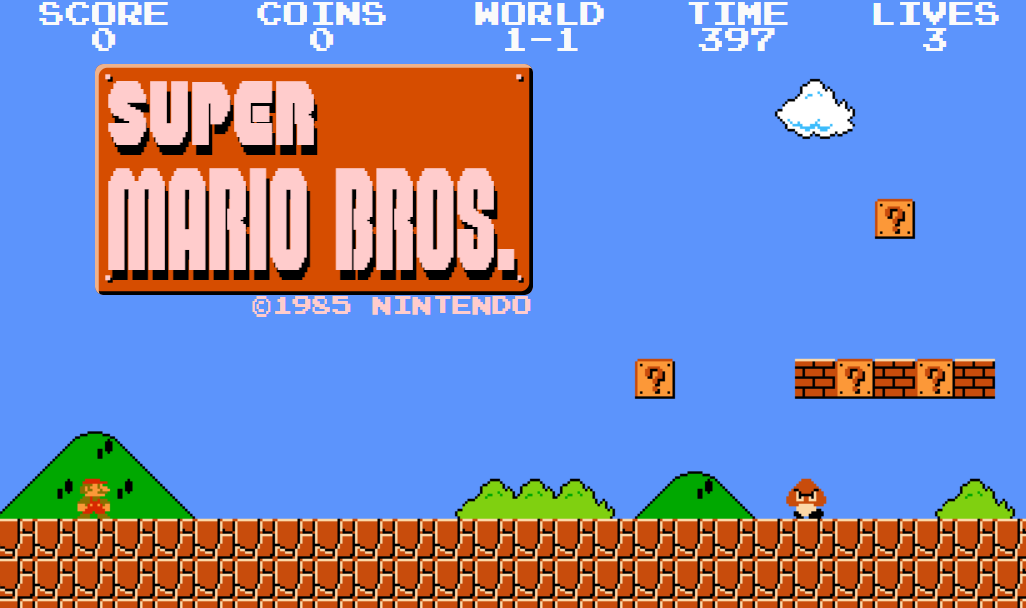 SCORE COINS WORLD TIME LIVES
0 0 1-1 397 3
SUPER
MARIO BROS.
©1985 NINTENDO
?
?
? ?